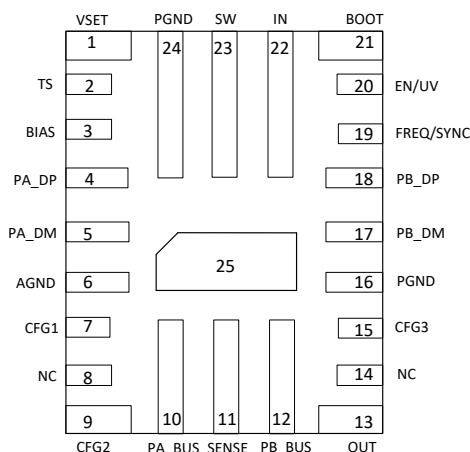 VSET PGND SW IN BOOT
1 24 23 22 21
TS 2 20 EN/UV
BIAS 3 19 FREQ/SYNC
PA_DP 4 18 PB_DP
PA_DM 5 17 PB_DM
25
AGND 6 16 PGND
CFG1 7 15 CFG3
NC 8 14 NC
9 10 11 12 13
CFG2 PA_BUS SENSE PB_BUS OUT